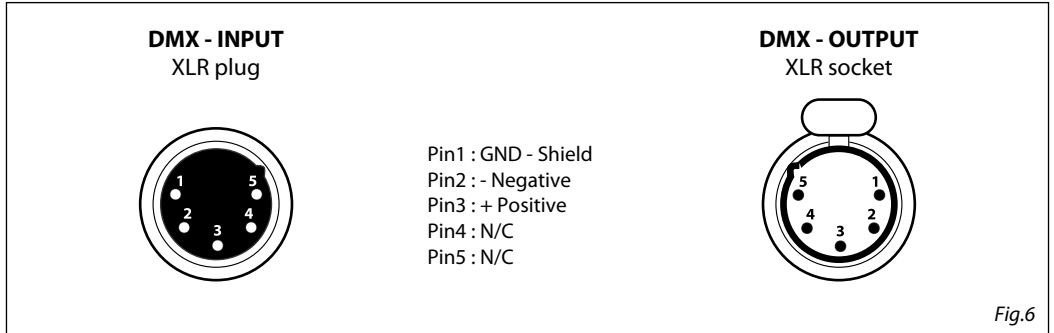 DMX - INPUT
XLR plug
1
5
2
4
3
Pin1 : GND - Shield
Pin2 : - Negative
Pin3 : + Positive
Pin4 : N/C
Pin5 : N/C
DMX - OUTPUT
XLR socket
5
1
4
2
3
Fig.6